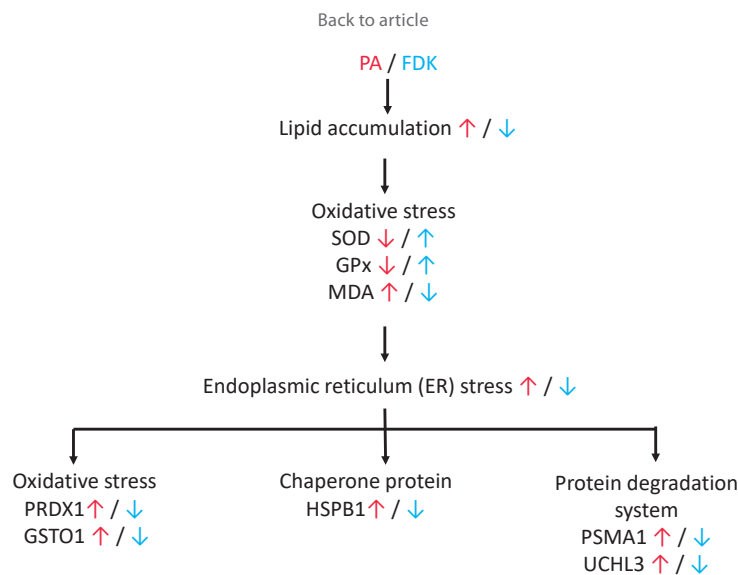 Back to article
PA / FDK
Lipid accumulation ↑ / ↓
Oxidative stress
SOD ↓ / ↑
GPx ↓ / ↑
MDA ↑ / ↓
Endoplasmic reticulum (ER) stress ↑ / ↓
Oxidative stress
PRDX1 ↑ / ↓
GSTO1 ↑ / ↓
Chaperone protein
HSPB1 ↑ / ↓
Protein degradation
system
PSMA1 ↑ / ↓
UCHL3 ↑ / ↓